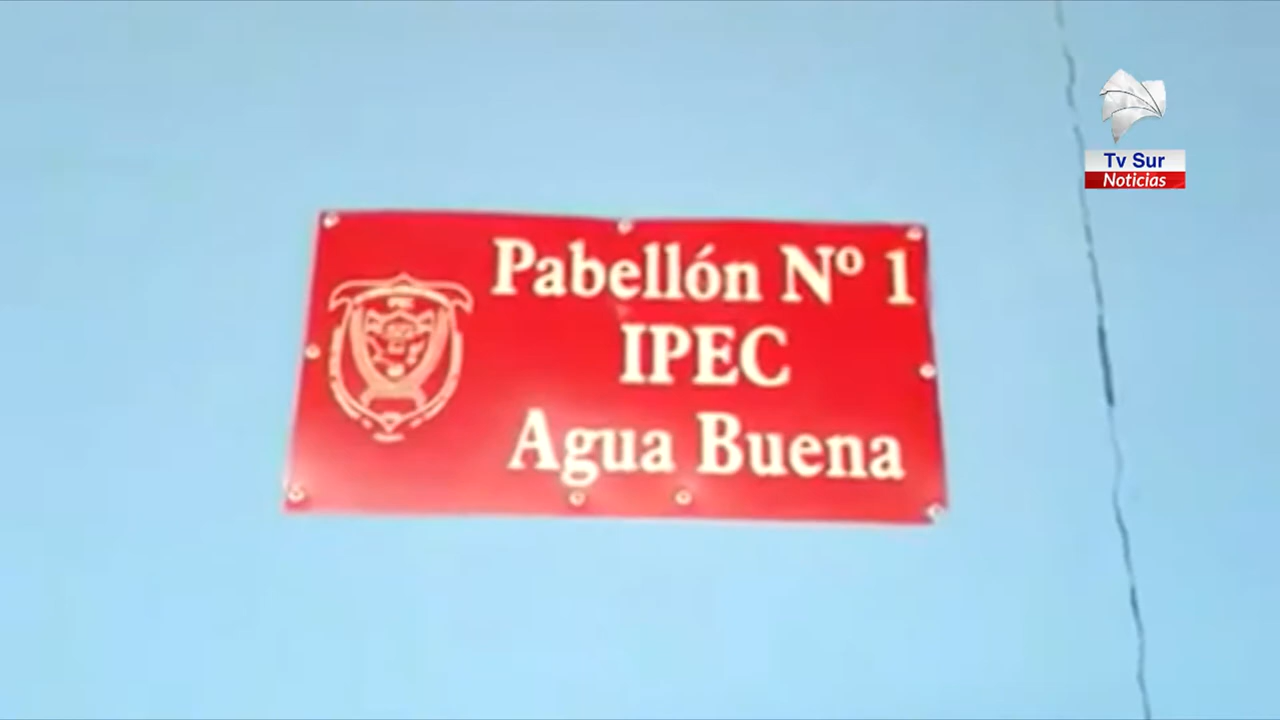 Pabellón Nº 1
IPEC
Agua Buena
Tv Sur
Noticias